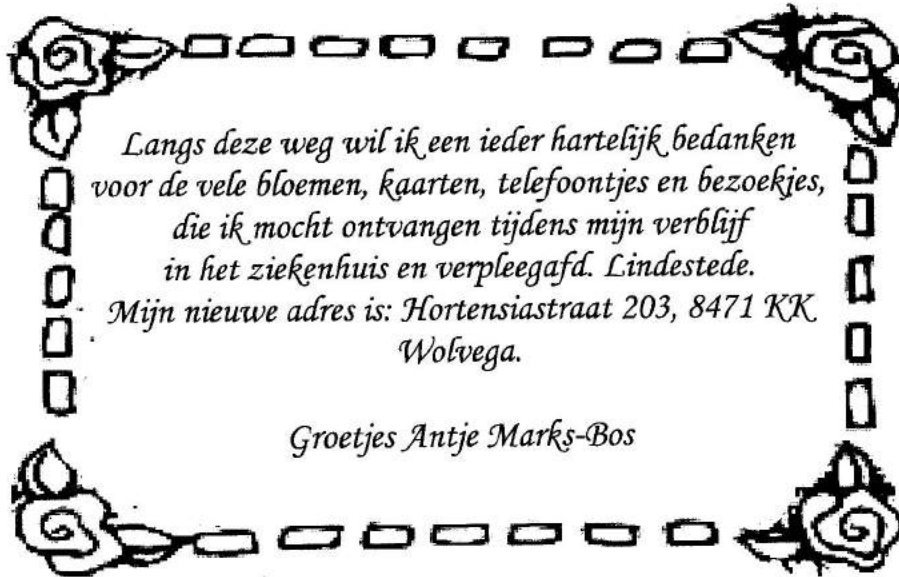 Langs deze weg wil ik een ieder hartelijk bedanken
voor de vele bloemen, kaarten, telefoontjes en bezoekjes,
die ik mocht ontvangen tijdens mijn verblijf
in het ziekenhuis en verpleegafd. Lindestede.
Mijn nieuwe adres is: Hortensiastraat 203, 8471 KK
Wolvega.
Groetjes Antje Marks-Bos